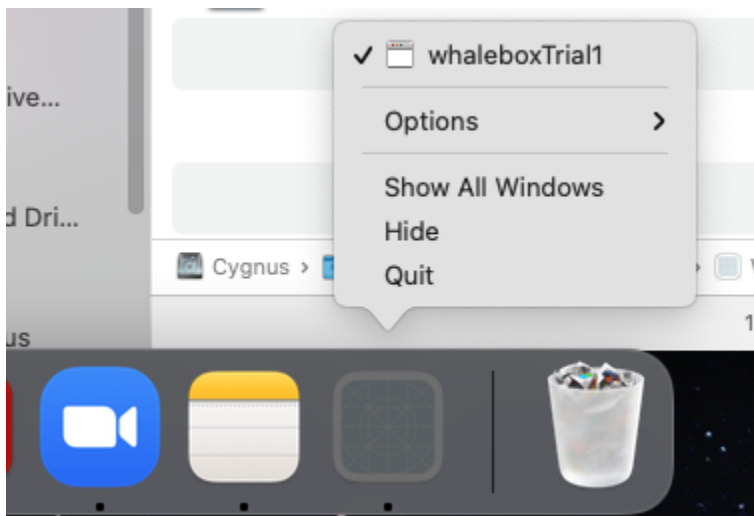 whaleboxTrial1
ive...
Options
d Dri...
Show All Windows
Hide
Cygnus
Quit
us
1